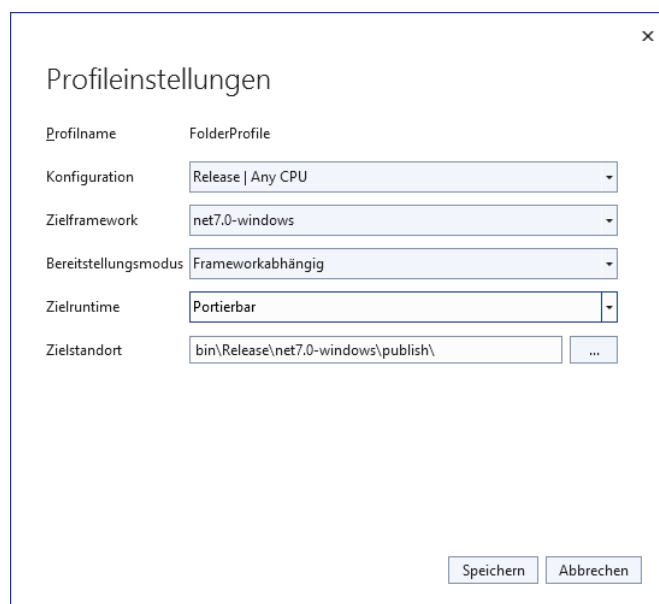 Profileinstellungen
Profilname FolderProfile
Konfiguration Release | Any CPU
Zielframework net7.0-windows
Bereitstellungsmodus Frameworkabhängig
Zielruntime Portierbar
Zielstandort bin\Release\net7.0-windows\publish\ ...
Speichern Abbrechen